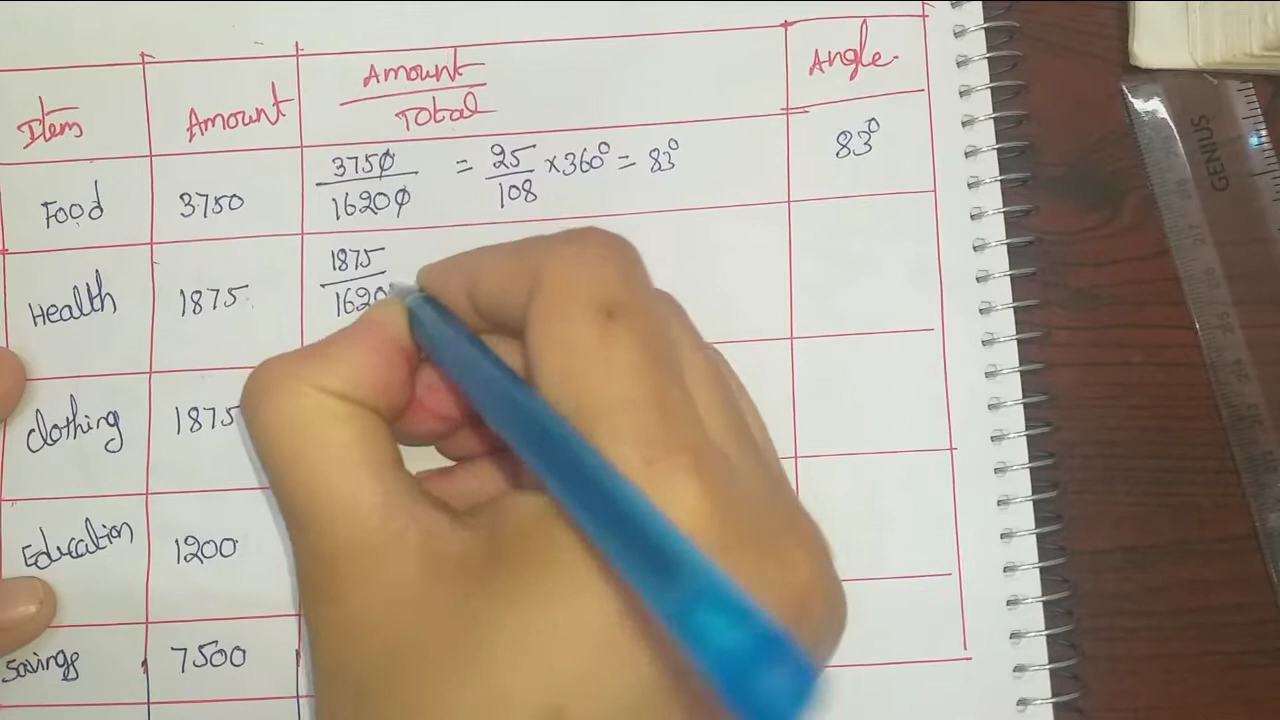 Item Amount Amount/Total Angle.
Food 3750 3750/16200 = 25/108 ×360° = 83° 83°
Health 1875. 1875/1620
clothing 1875
Education 1200
Savings 7500
GENIUS